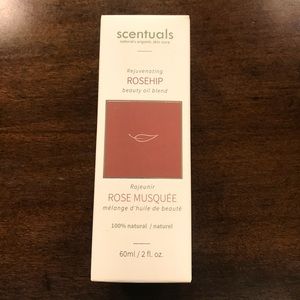 scentuals
natural & organic skin care
Rejuvenating
ROSEHIP
beauty oil blend
Rajeunir
ROSE MUSQUÉE
mélange d'huile de beauté
100% natural / naturel
60ml / 2 fl. oz.